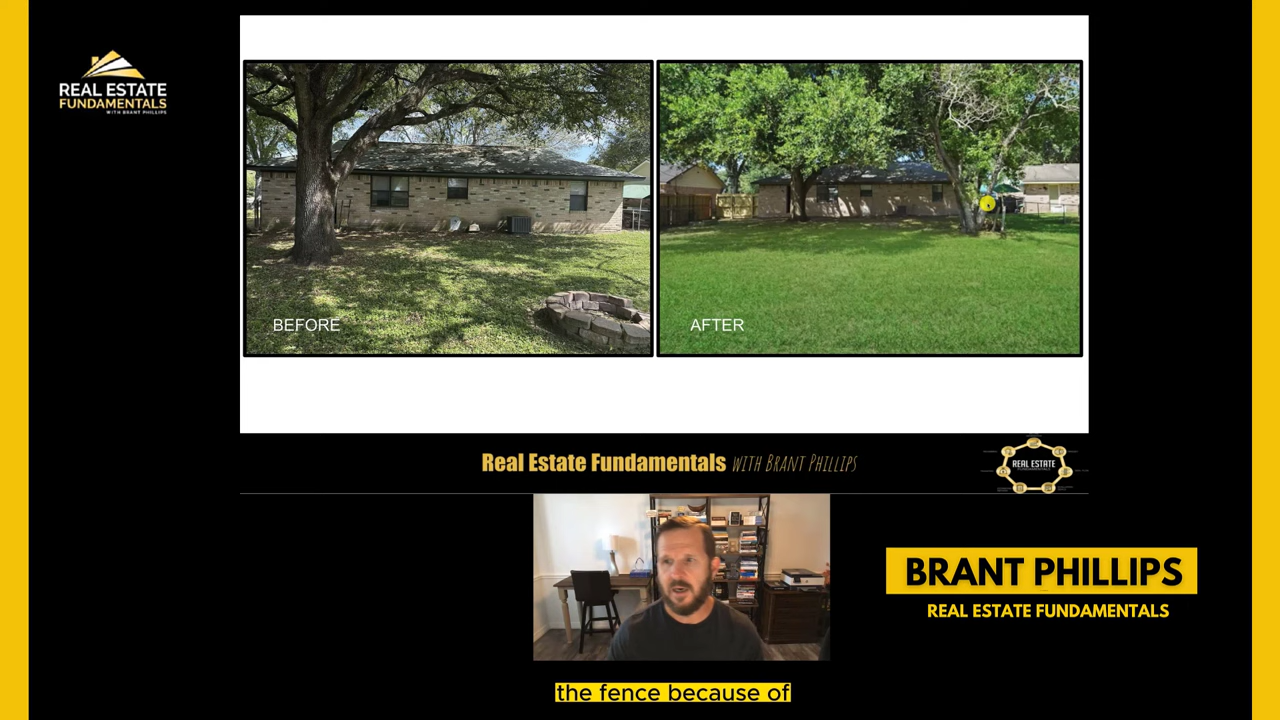 REAL ESTATE
FUNDAMENTALS
WITH BRANT PHILLIPS
BEFORE
AFTER
Real Estate Fundamentals WITH BRANT PHILLIPS
REAL ESTATE
FUNDAMENTALS
BRANT PHILLIPS
REAL ESTATE FUNDAMENTALS
the fence because of